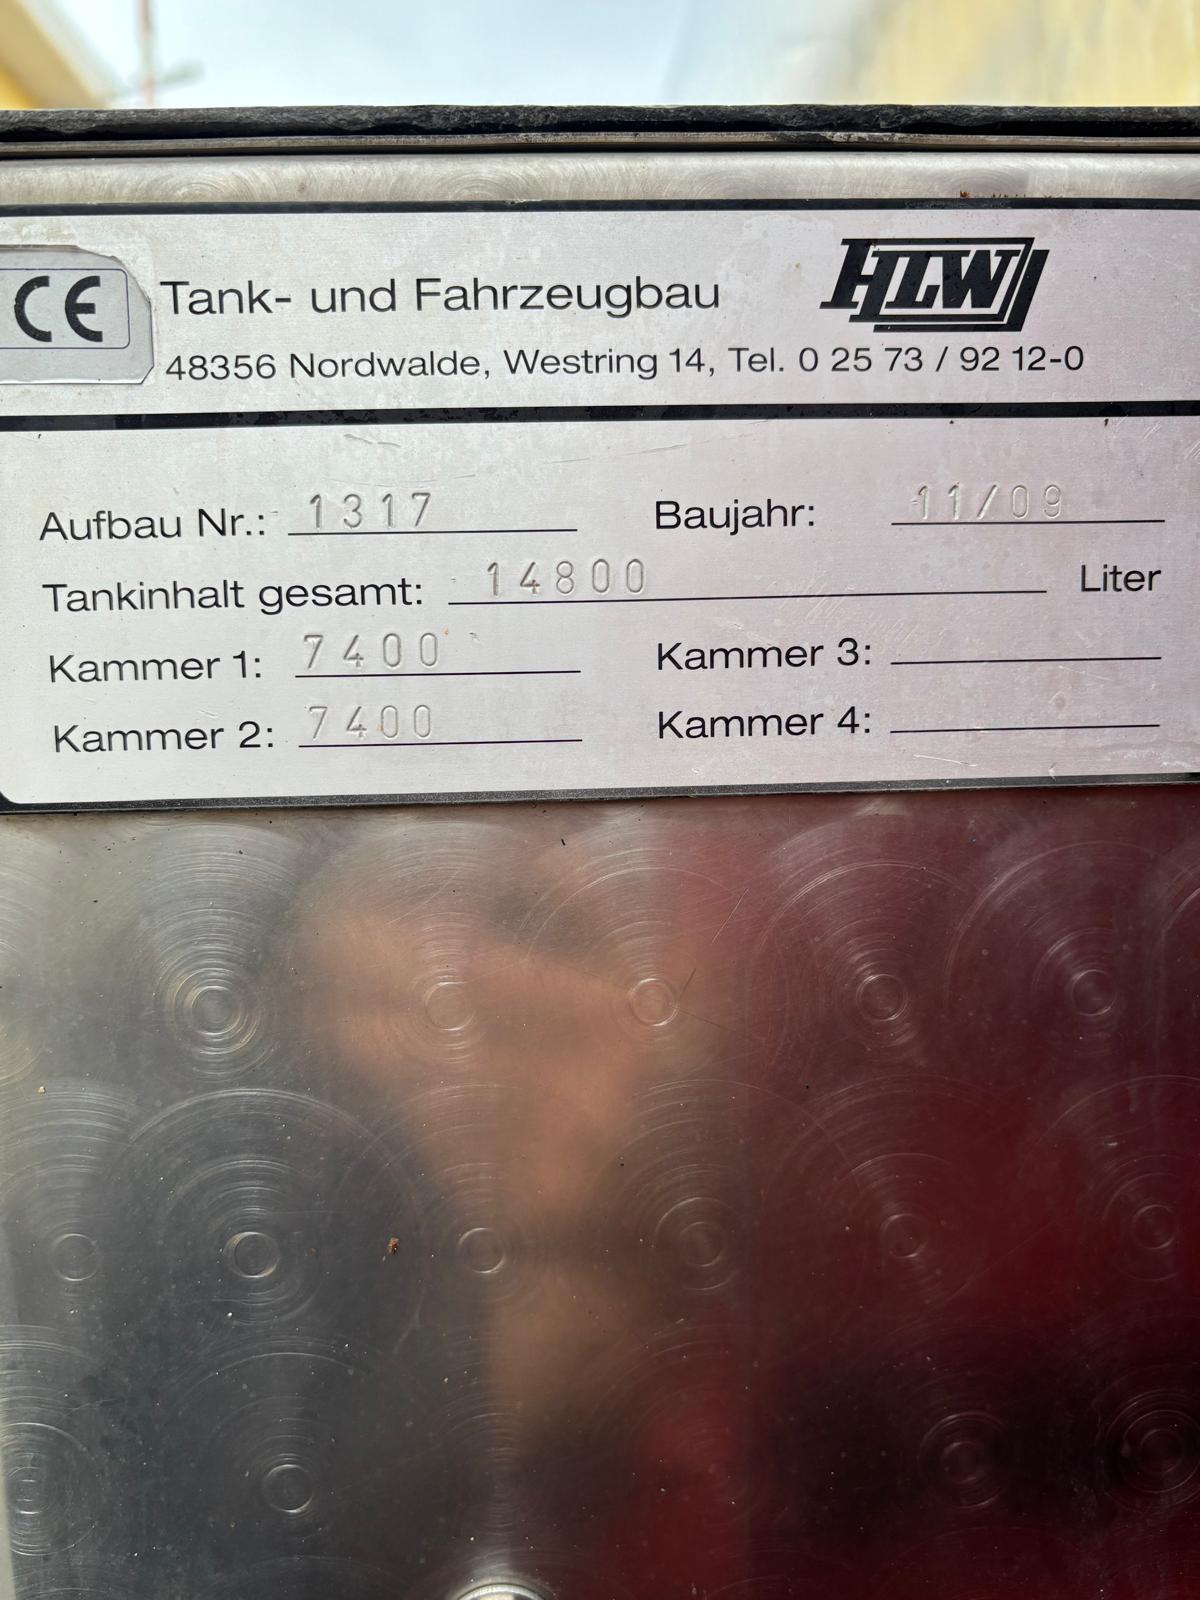 CE
Tank- und Fahrzeugbau HLW
48356 Nordwalde, Westring 14, Tel. 0 25 73 / 92 12-0
Aufbau Nr.: 1317 Baujahr: 11/09
Tankinhalt gesamt: 14800 Liter
Kammer 1: 7400 Kammer 3:
Kammer 2: 7400 Kammer 4: